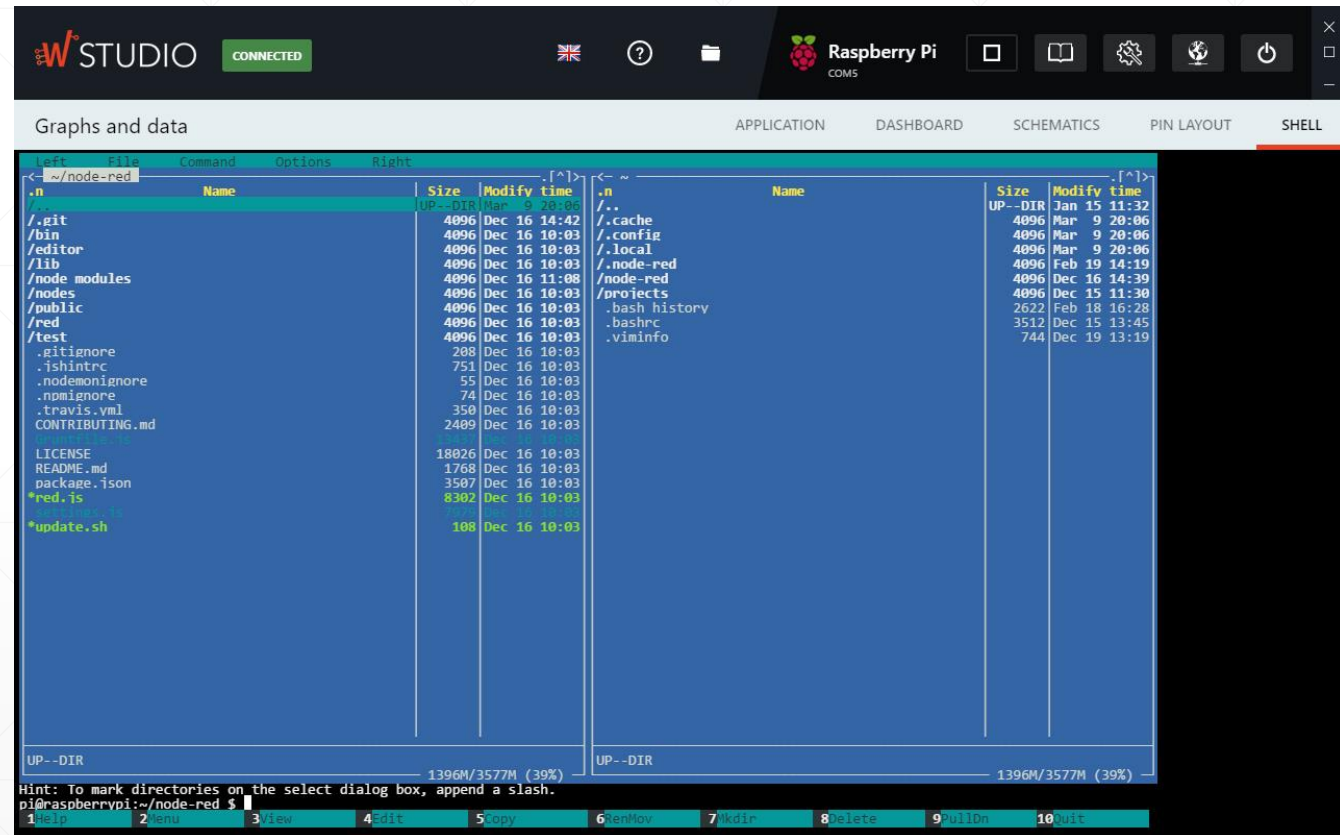 W STUDIO CONNECTED Raspberry Pi
COM5
Graphs and data APPLICATION DASHBOARD SCHEMATICS PIN LAYOUT SHELL
Left File Command Options Right
<- ~/node-red .[^]> <- ~ .[^]>
.n Name Size Modify time .n Name Size Modify time
/.. UP--DIR Mar 9 20:06 /.. UP--DIR Jan 15 11:32
/.git 4096 Dec 16 14:42 /.cache 4096 Mar 9 20:06
/bin 4096 Dec 16 10:03 /.config 4096 Mar 9 20:06
/editor 4096 Dec 16 10:03 /.local 4096 Mar 9 20:06
/lib 4096 Dec 16 10:03 /.node-red 4096 Feb 19 14:19
/node_modules 4096 Dec 16 11:08 /node-red 4096 Dec 16 14:39
/nodes 4096 Dec 16 10:03 /projects 4096 Dec 15 11:30
/public 4096 Dec 16 10:03 .bash_history 2622 Feb 18 16:28
/red 4096 Dec 16 10:03 .bashrc 3512 Dec 15 13:45
/test 4096 Dec 16 10:03 .viminfo 744 Dec 19 13:19
.gitignore 208 Dec 16 10:03
.jshintrc 751 Dec 16 10:03
.nodemonignore 55 Dec 16 10:03
.npmignore 74 Dec 16 10:03
.travis.yml 350 Dec 16 10:03
CONTRIBUTING.md 2409 Dec 16 10:03
Gruntfile.js 13437 Dec 16 10:03
LICENSE 18026 Dec 16 10:03
README.md 1768 Dec 16 10:03
package.json 3507 Dec 16 10:03
*red.js 8302 Dec 16 10:03
settings.js 7979 Dec 16 10:03
*update.sh 108 Dec 16 10:03
UP--DIR UP--DIR
1396M/3577M (39%) 1396M/3577M (39%)
Hint: To mark directories on the select dialog box, append a slash.
pi@raspberrypi:~/node-red $
1Help 2Menu 3View 4Edit 5Copy 6RenMov 7Mkdir 8Delete 9PullDn 10Quit